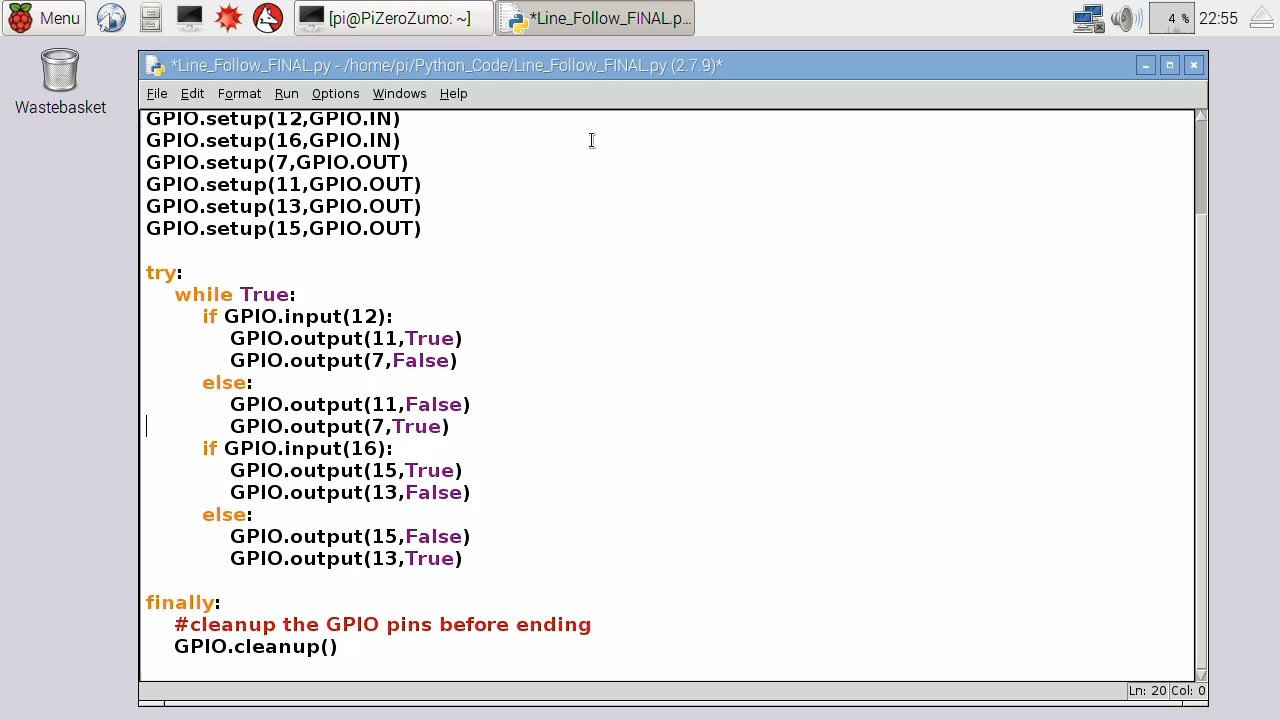 Menu
[pi@PiZeroZumo: ~]
*Line_Follow_FINAL.p...
4 %
22:55
Wastebasket
*Line_Follow_FINAL.py - /home/pi/Python_Code/Line_Follow_FINAL.py (2.7.9)*
File Edit Format Run Options Windows Help
GPIO.setup(12,GPIO.IN)
GPIO.setup(16,GPIO.IN)
GPIO.setup(7,GPIO.OUT)
GPIO.setup(11,GPIO.OUT)
GPIO.setup(13,GPIO.OUT)
GPIO.setup(15,GPIO.OUT)
try:
while True:
if GPIO.input(12):
GPIO.output(11,True)
GPIO.output(7,False)
else:
GPIO.output(11,False)
GPIO.output(7,True)
if GPIO.input(16):
GPIO.output(15,True)
GPIO.output(13,False)
else:
GPIO.output(15,False)
GPIO.output(13,True)
finally:
#cleanup the GPIO pins before ending
GPIO.cleanup()
Ln: 20 Col: 0